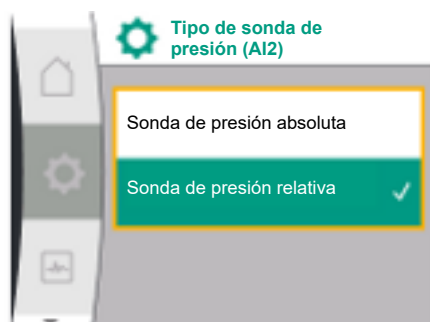 Tipo de sonda de
presión (AI2)
Sonda de presión absoluta
Sonda de presión relativa